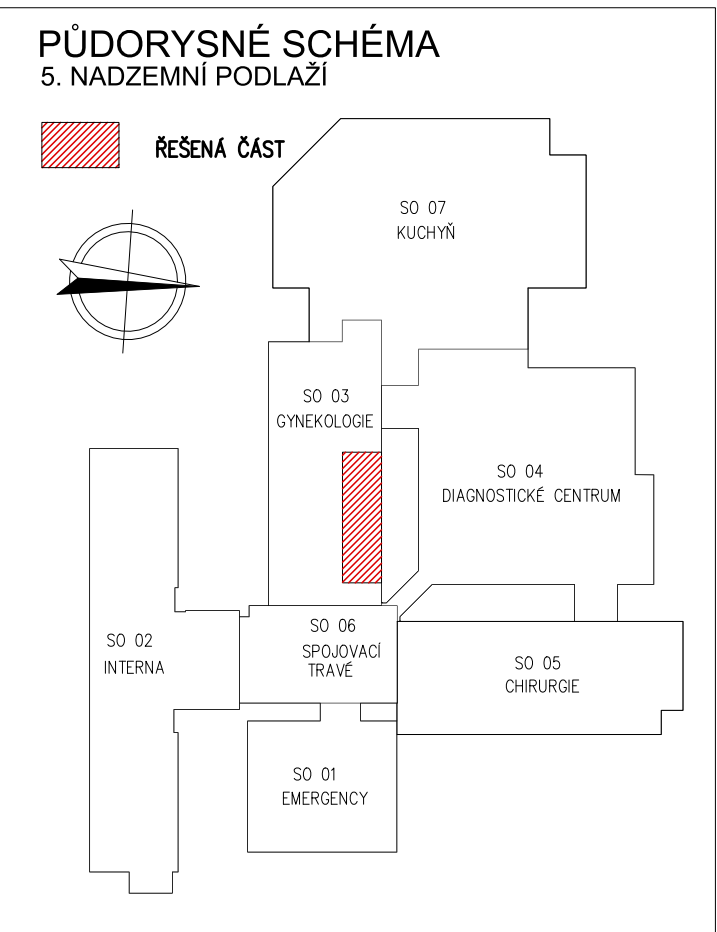 PŮDORYSNÉ SCHÉMA
5. NADZEMNÍ PODLAŽÍ
ŘEŠENÁ ČÁST
SO 07
KUCHYŇ
SO 03
GYNEKOLOGIE
SO 04
DIAGNOSTICKÉ CENTRUM
SO 06
SPOJOVACÍ
TRAVÉ
SO 02
INTERNA
SO 05
CHIRURGIE
SO 01
EMERGENCY